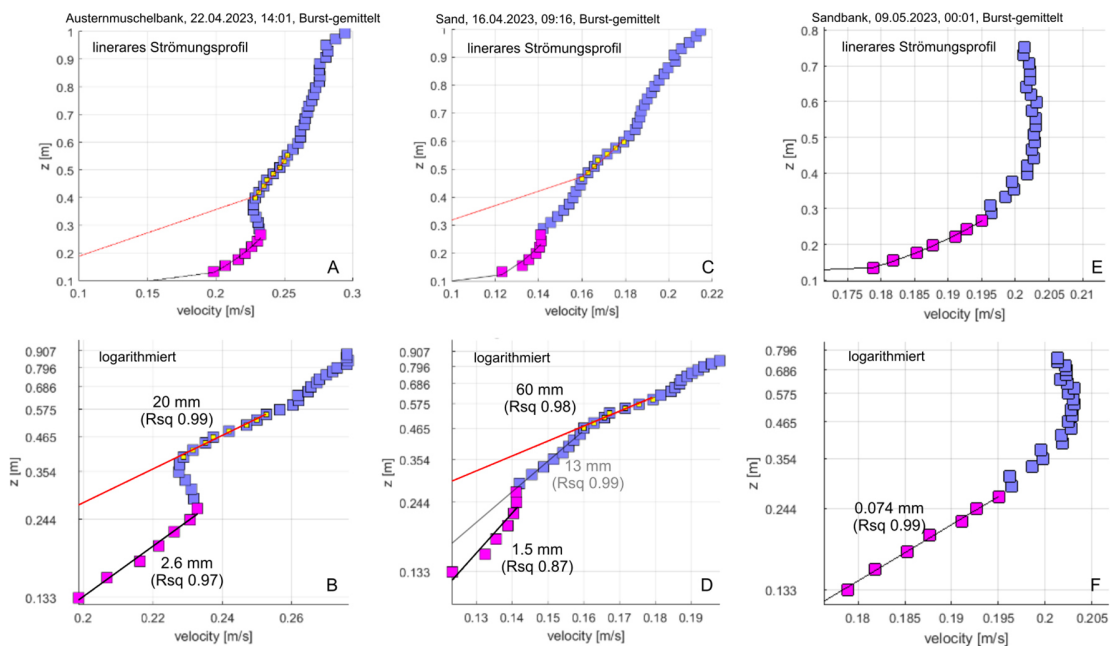 Austernmuschelbank, 22.04.2023, 14:01, Burst-gemittelt
linerares Strömungsprofil
1
0.9
0.8
0.7
0.6
0.5
0.4
0.3
0.2
0.1
z [m]
A
0.1
0.2
0.25
0.3
velocity [m/s]
Sand, 16.04.2023, 09:16, Burst-gemittelt
linerares Strömungsprofil
1
0.9
0.8
0.7
0.6
0.5
0.4
0.3
0.2
0.1
z [m]
C
0.1
0.12
0.14
0.16
0.18
0.2
0.22
velocity [m/s]
Sandbank, 09.05.2023, 00:01, Burst-gemittelt
linerares Strömungsprofil
0.8
0.7
0.6
0.5
0.4
0.3
0.2
0.1
z [m]
E
0.175
0.18
0.185
0.19
0.195
0.2
0.205
0.21
velocity [m/s]
logarithmiert
0.907
0.796
0.686
0.575
0.465
0.354
0.244
0.133
z [m]
20 mm
(Rsq 0.99)
2.6 mm
(Rsq 0.97)
B
0.2
0.22
0.24
0.26
velocity [m/s]
logarithmiert
0.907
0.796
0.686
0.575
0.465
0.354
0.244
0.133
z [m]
60 mm
(Rsq 0.98)
13 mm
(Rsq 0.99)
1.5 mm
(Rsq 0.87)
D
0.13
0.14
0.15
0.16
0.17
0.18
0.19
velocity [m/s]
logarithmiert
0.796
0.686
0.575
0.465
0.354
0.244
0.133
z [m]
0.074 mm
(Rsq 0.99)
F
0.18
0.185
0.19
0.195
0.2
0.205
velocity [m/s]